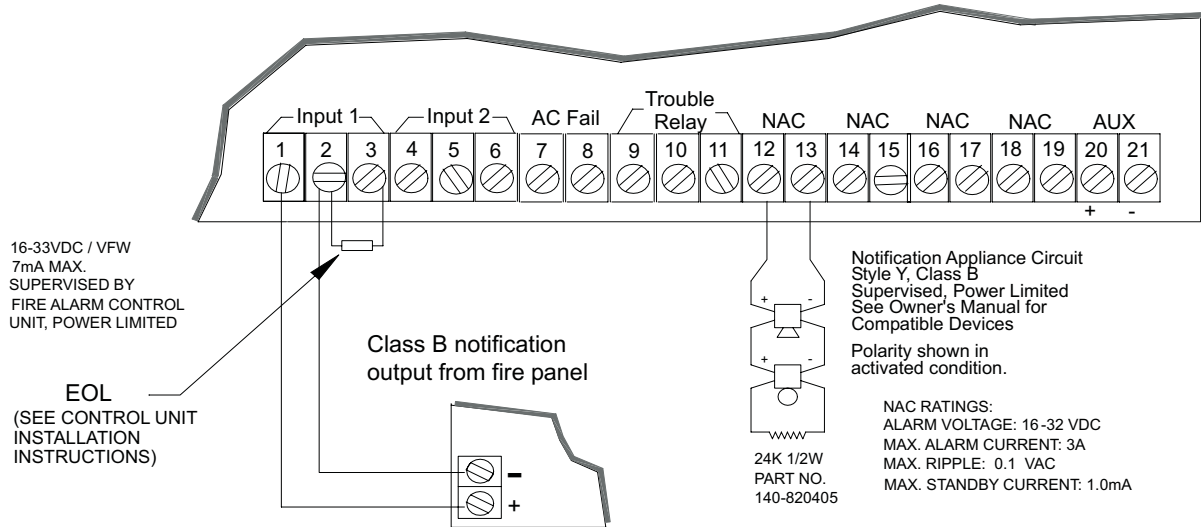 Input 1
Input 2
AC Fail
Trouble
Relay
NAC
NAC
NAC
NAC
AUX
1 2 3 4 5 6 7 8 9 10 11 12 13 14 15 16 17 18 19 20 21
+ -
16-33VDC / VFW
7mA MAX.
SUPERVISED BY
FIRE ALARM CONTROL
UNIT, POWER LIMITED
EOL
(SEE CONTROL UNIT
INSTALLATION
INSTRUCTIONS)
Class B notification
output from fire panel
-
+
+ -
+ -
24K 1/2W
PART NO.
140-820405
Notification Appliance Circuit
Style Y, Class B
Supervised, Power Limited
See Owner's Manual for
Compatible Devices
Polarity shown in
activated condition.
NAC RATINGS:
ALARM VOLTAGE: 16-32 VDC
MAX. ALARM CURRENT: 3A
MAX. RIPPLE: 0.1 VAC
MAX. STANDBY CURRENT: 1.0mA